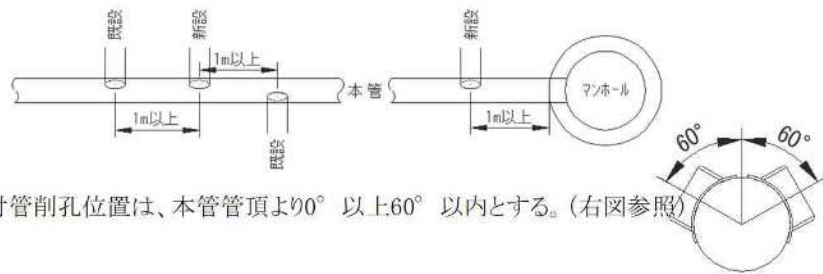 既設
新設
1m以上
本管
1m以上
既設
新設
1m以上
マンホール
60°
60°
付管削孔位置は、本管管頂より0°以上60°以内とする。(右図参照)